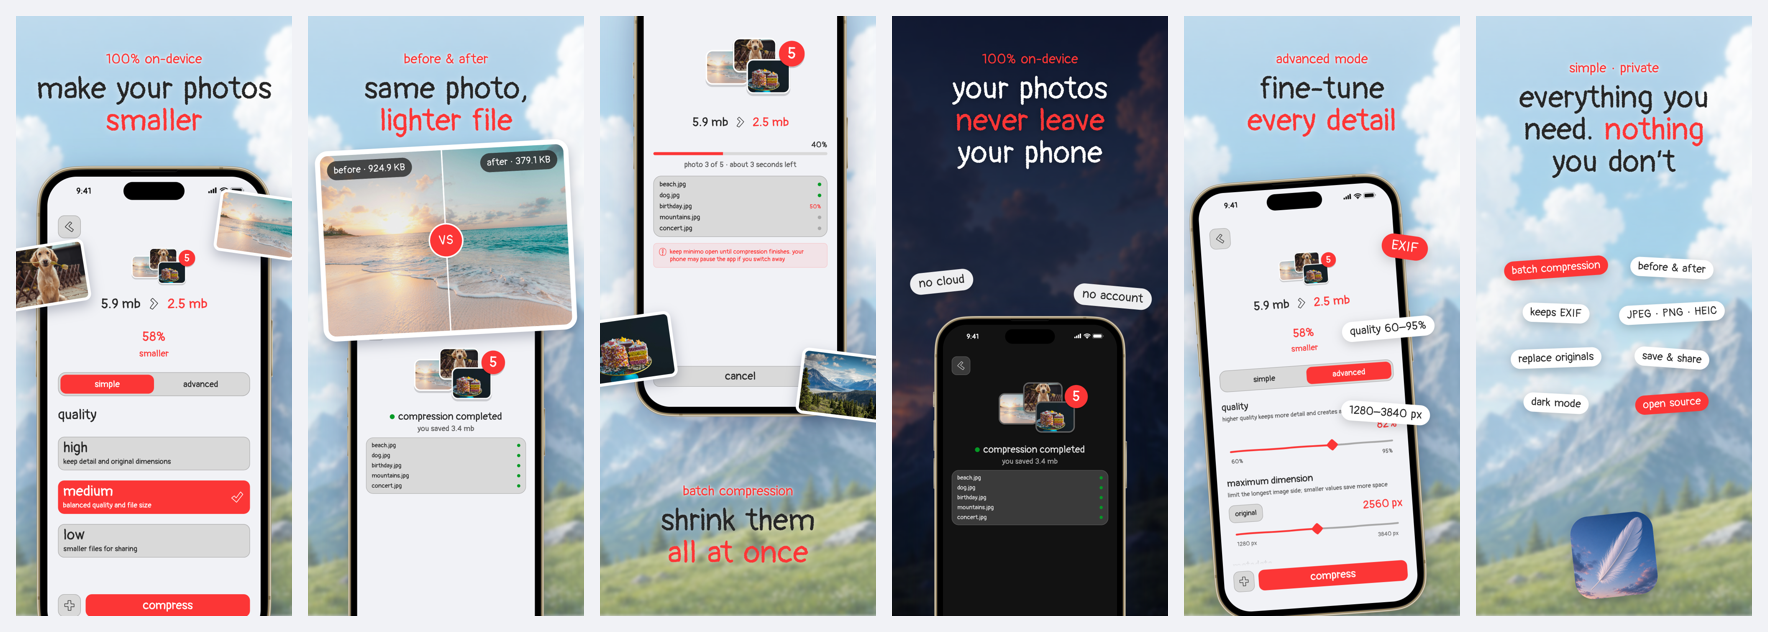 100% on-device
make your photos
smaller
9:41
5
5.9 mb
2.5 mb
58%
smaller
simple
advanced
quality
high
keep detail and original dimensions
medium
balanced quality and file size
low
smaller files for sharing
compress
before & after
same photo,
lighter file
before · 924.9 KB
after · 379.1 KB
VS
5
compression completed
you saved 3.4 mb
beach.jpg
dog.jpg
birthday.jpg
mountains.jpg
concert.jpg
5
5.9 mb
2.5 mb
40%
photo 3 of 5 · about 3 seconds left
beach.jpg
dog.jpg
birthday.jpg
50%
mountains.jpg
concert.jpg
keep minimo open until compression finishes. your
phone may pause the app if you switch away
cancel
batch compression
shrink them
all at once
100% on-device
your photos
never leave
your phone
no cloud
no account
9:41
5
compression completed
you saved 3.4 mb
beach.jpg
dog.jpg
birthday.jpg
mountains.jpg
concert.jpg
advanced mode
fine-tune
every detail
9:41
EXIF
5
5.9 mb
2.5 mb
quality 60–95%
58%
smaller
simple
advanced
quality
higher quality keeps more detail and creates
1280–3840 px
82%
60%
95%
maximum dimension
limit the longest image side. smaller values save more space
original
2560 px
1280 px
3840 px
compress
simple · private
everything you
need. nothing
you don't
batch compression
before & after
keeps EXIF
JPEG · PNG · HEIC
replace originals
save & share
dark mode
open source